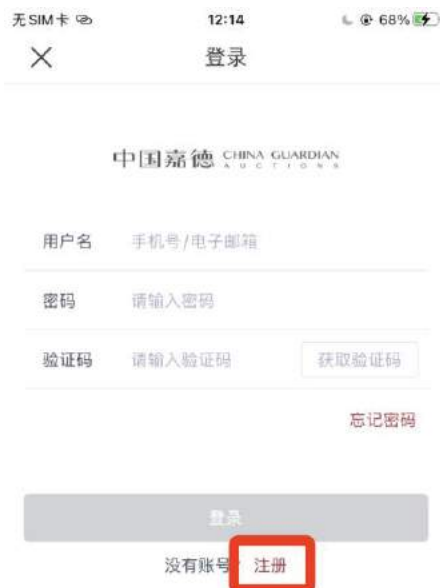 无SIM卡 12:14 68%
登录
中国嘉德 CHINA GUARDIAN
AUCTIONS
用户名 手机号/电子邮箱
密码 请输入密码
验证码 请输入验证码 获取验证码
忘记密码
登录
没有账号 注册